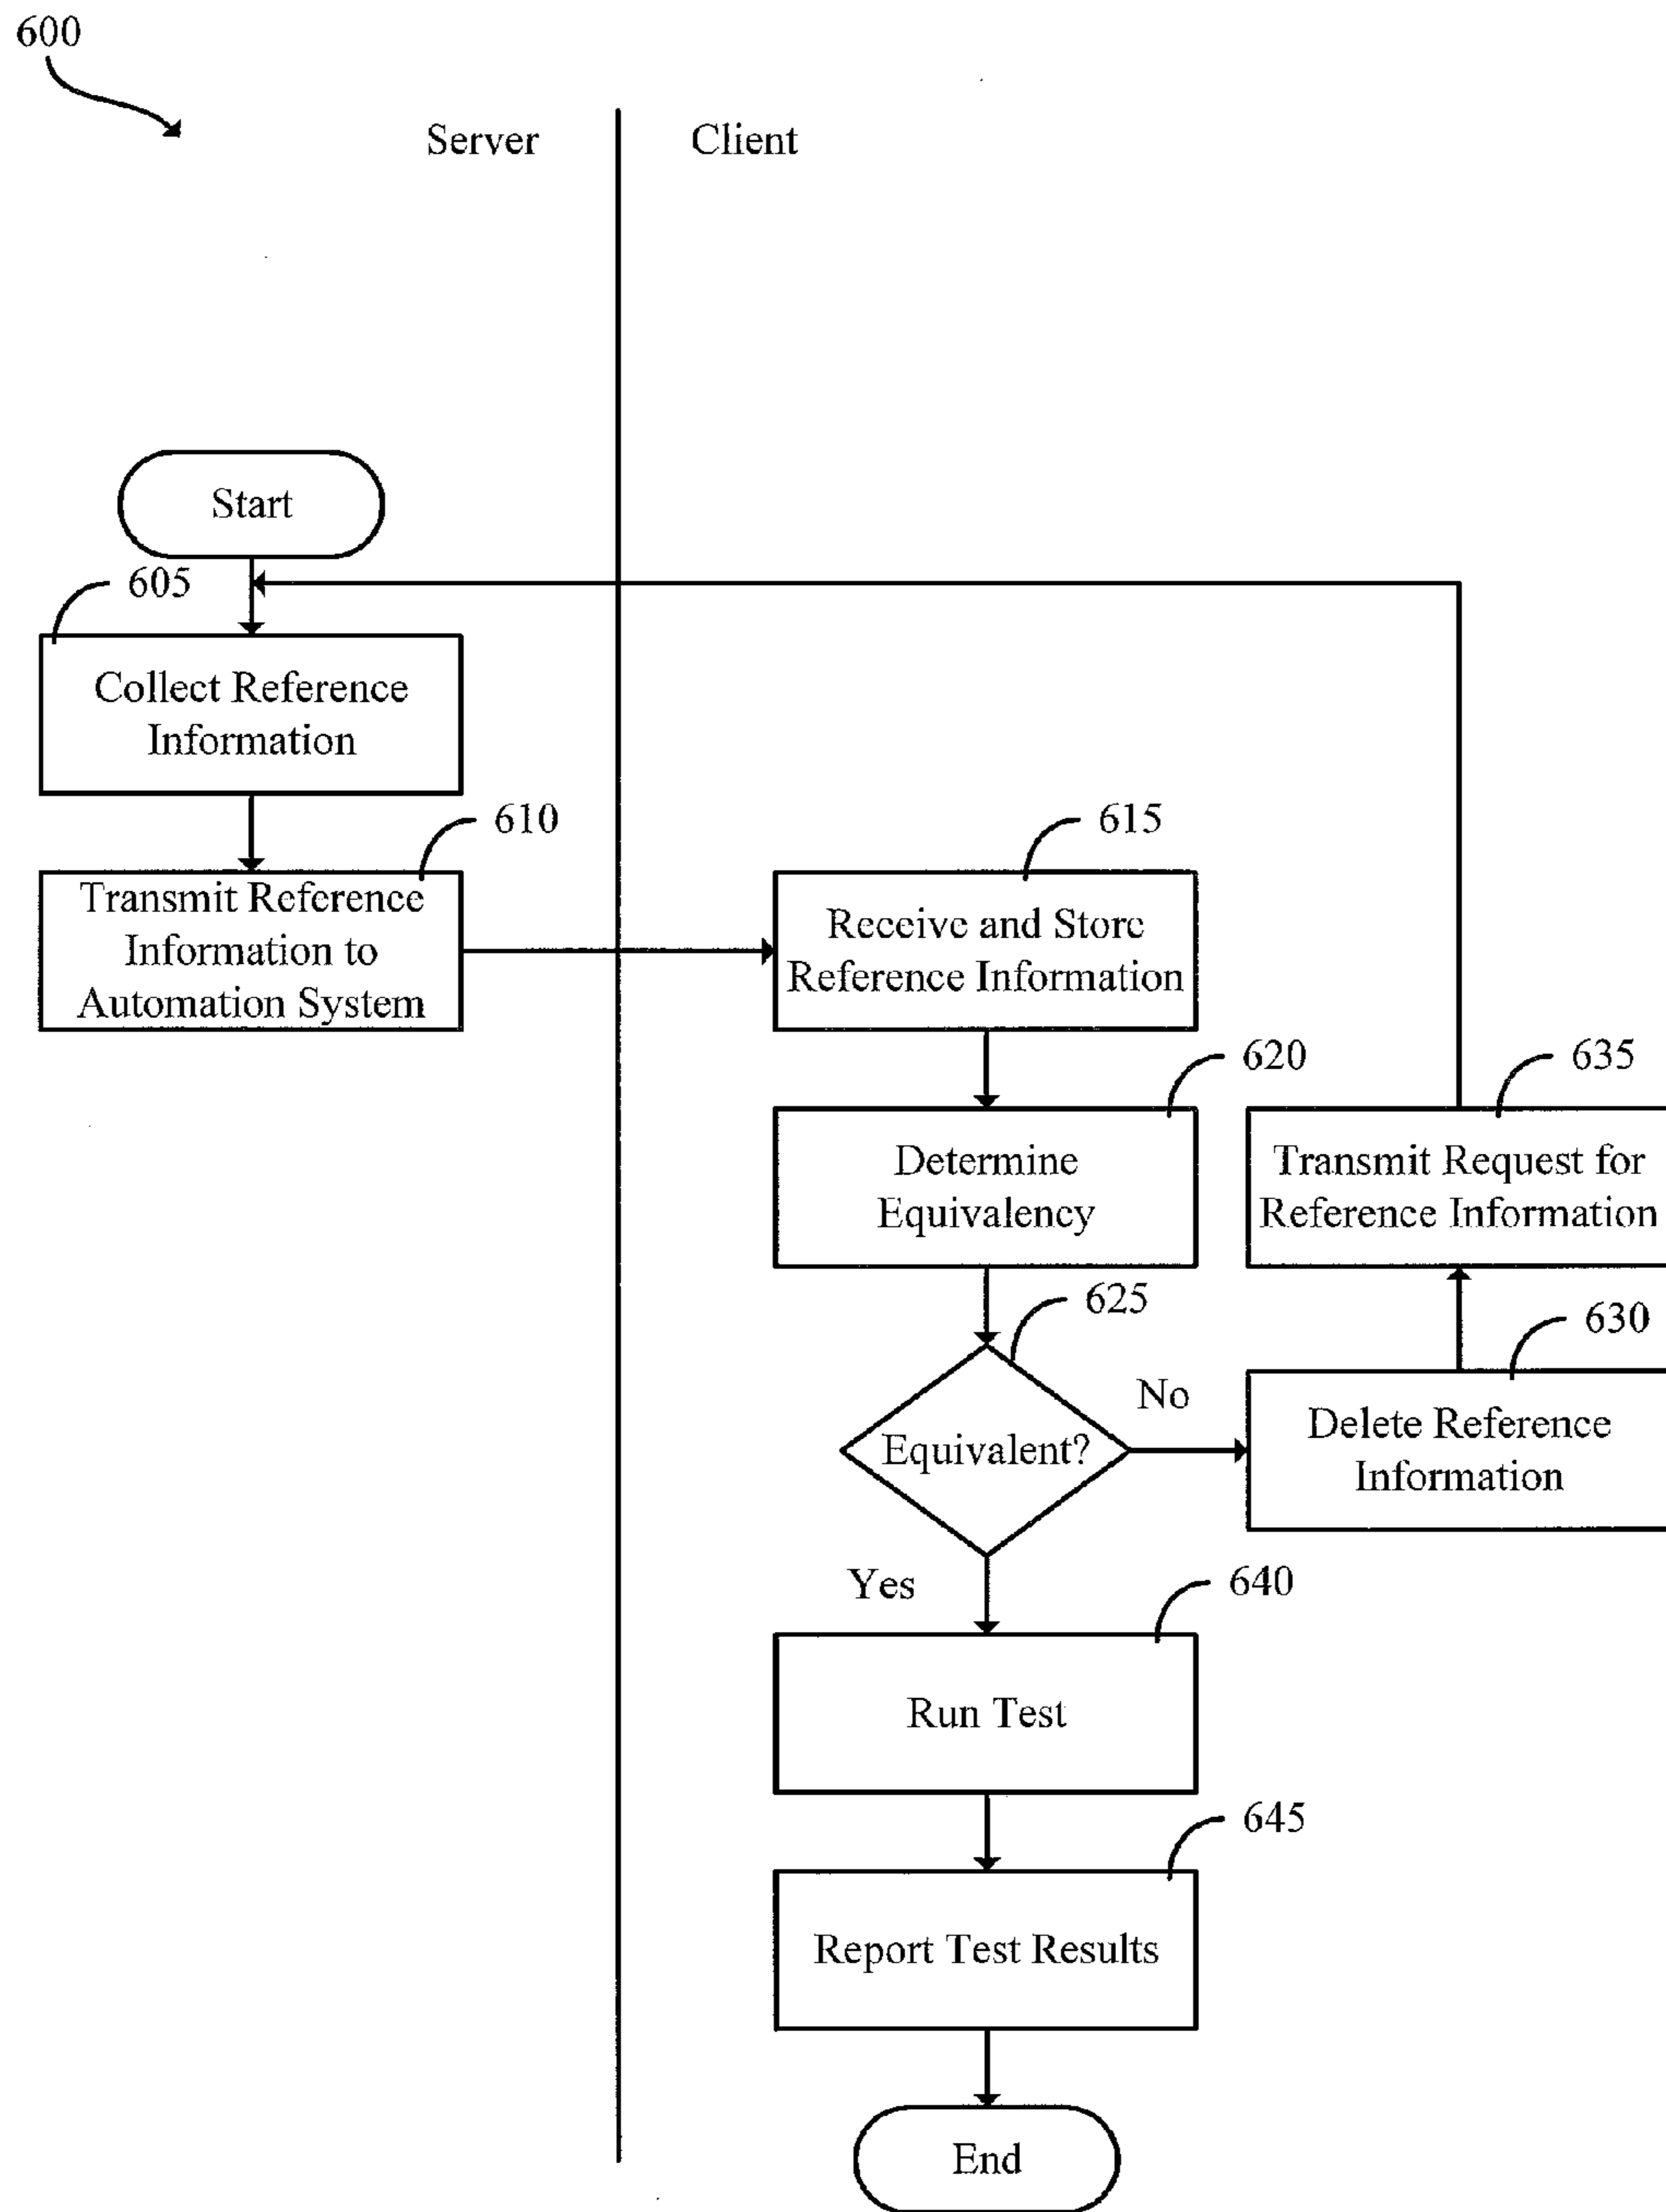 600
Server
Client
Start
605
Collect Reference
Information
610
Transmit Reference
Information to
Automation System
615
Receive and Store
Reference Information
620
Determine
Equivalency
635
Transmit Request for
Reference Information
625
Equivalent?
No
630
Delete Reference
Information
Yes
640
Run Test
645
Report Test Results
End